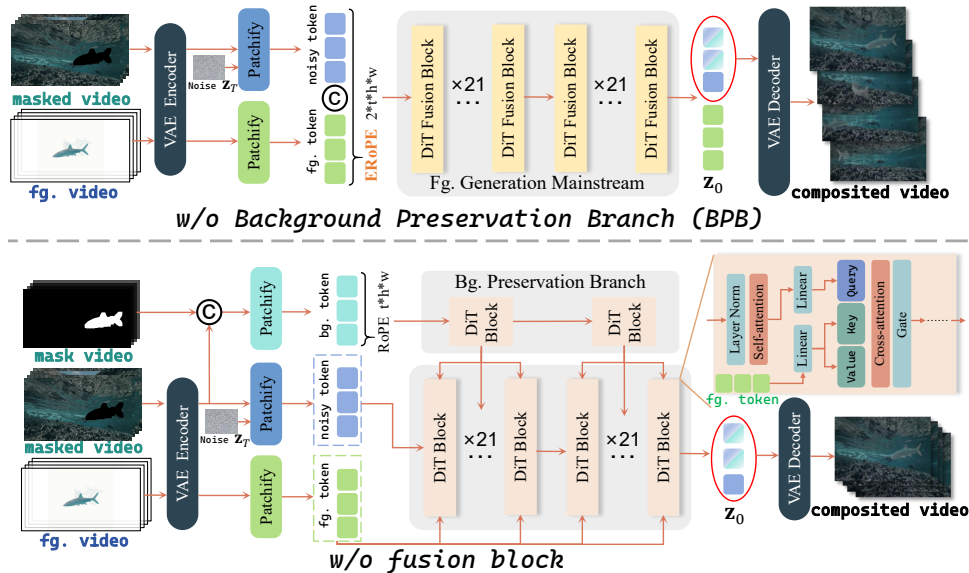 masked video
fg. video
VAE Encoder
Noise z_T
Patchify
Patchify
noisy token
fg. token
C
ERoPE 2*t*h*w
DiT Fusion Block
×21
...
DiT Fusion Block
DiT Fusion Block
×21
...
DiT Fusion Block
Fg. Generation Mainstream
z_0
VAE Decoder
composited video
w/o Background Preservation Branch (BPB)
mask video
masked video
fg. video
C
VAE Encoder
Noise z_T
Patchify
Patchify
Patchify
bg. token
noisy token
fg. token
RoPE t*h*w
Bg. Preservation Branch
DiT
Block
DiT
Block
DiT Block
×21
...
DiT Block
DiT Block
×21
...
DiT Block
Layer Norm
Self-attention
Linear
Linear
Query
Key
Value
Cross-attention
Gate
fg. token
z_0
VAE Decoder
composited video
w/o fusion block